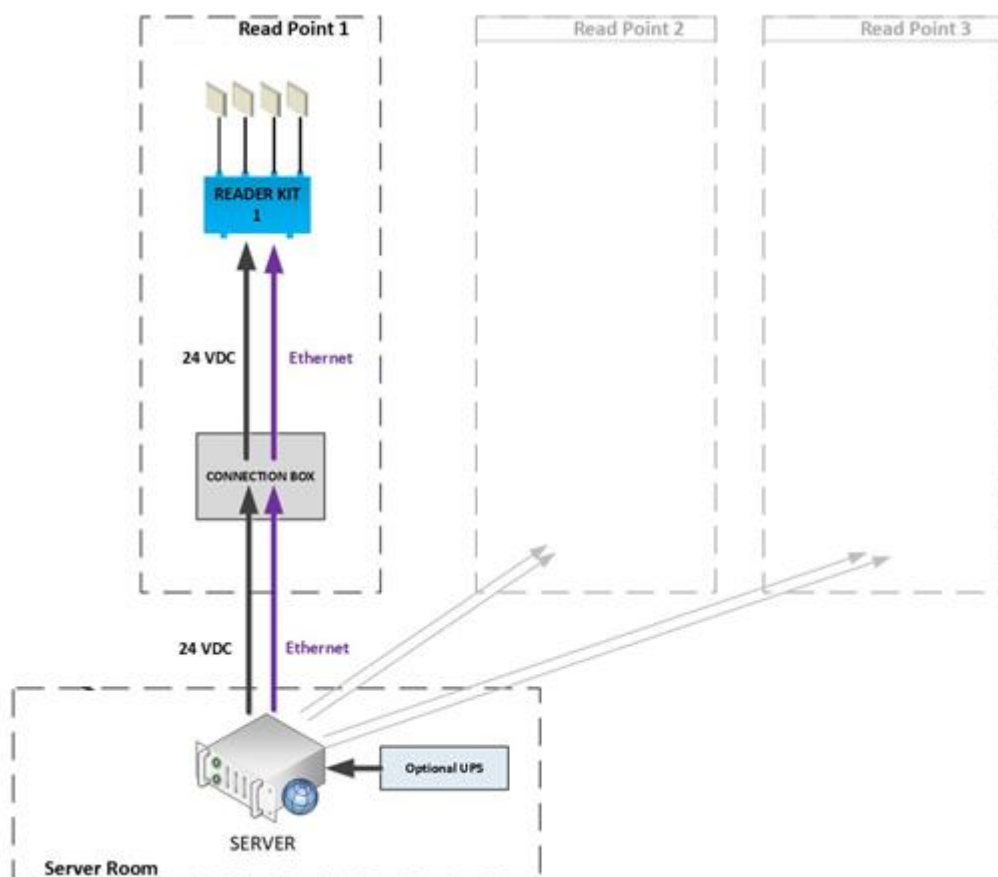 Read Point 1
Read Point 2
Read Point 3
READER KIT
1
24 VDC
Ethernet
CONNECTION BOX
24 VDC
Ethernet
Optional UPS
SERVER
Server Room